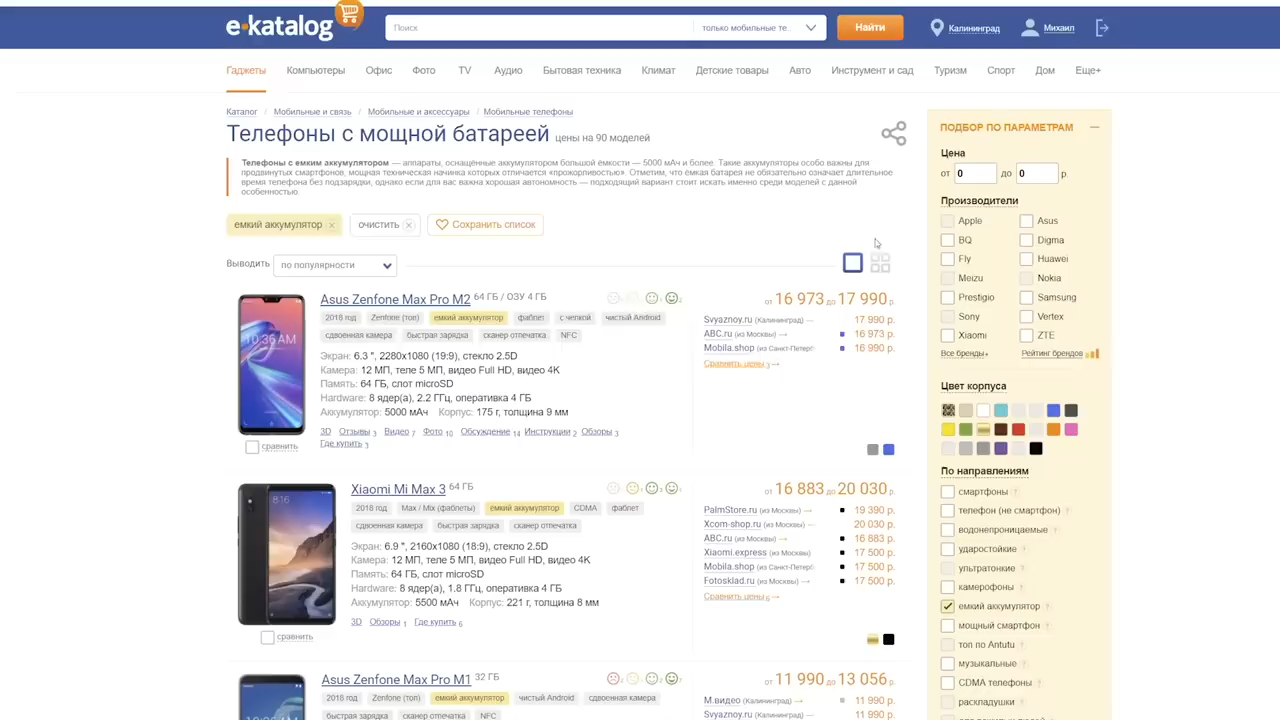 e·katalog
Поиск
только мобильные те..
Найти
Калининград
Михаил
Гаджеты Компьютеры Офис Фото TV Аудио Бытовая техника Климат Детские товары Авто Инструмент и сад Туризм Спорт Дом Еще+
Каталог / Мобильные и связь / Мобильные и аксессуары / Мобильные телефоны
Телефоны с мощной батареей цены на 90 моделей
Телефоны с емким аккумулятором — аппараты, оснащённые аккумулятором большой ёмкости — 5000 мАч и более. Такие аккумуляторы особо важны для
продвинутых смартфонов, мощная техническая начинка которых отличается «прожорливостью». Отметим, что ёмкая батарея не обязательно означает длительное
время телефона без подзарядки, однако если для вас важна хорошая автономность — подходящий вариант стоит искать именно среди моделей с данной
особенностью.
емкий аккумулятор ×
очистить ×
Сохранить список
Выводить по популярности
Asus Zenfone Max Pro M2 64 ГБ / ОЗУ 4 ГБ
2018 год Zenfone (топ) емкий аккумулятор фаблет с челкой чистый Android
сдвоенная камера быстрая зарядка сканер отпечатка NFC
Экран: 6.3 ", 2280x1080 (19:9), стекло 2.5D
Камера: 12 МП, теле 5 МП, видео Full HD, видео 4K
Память: 64 ГБ, слот microSD
Hardware: 8 ядер(а), 2.2 ГГц, оперативка 4 ГБ
Аккумулятор: 5000 мАч Корпус: 175 г, толщина 9 мм
3D Отзывы 3 Видео 7 Фото 10 Обсуждение 14 Инструкции 2 Обзоры 3
Где купить 3
10:36 AM
сравнить
от 16 973 до 17 990 р.
Svyaznoy.ru (Калининград) 17 990 р.
ABC.ru (из Москвы) → 16 973 р.
Mobila.shop (из Санкт-Петерб 16 990 р.
Сравнить цены 3 →
Xiaomi Mi Max 3 64 ГБ
2018 год Max / Mix (фаблеты) емкий аккумулятор CDMA фаблет
сдвоенная камера быстрая зарядка сканер отпечатка
Экран: 6.9 ", 2160x1080 (18:9), стекло 2.5D
Камера: 12 МП, теле 5 МП, видео Full HD, видео 4K
Память: 64 ГБ, слот microSD
Hardware: 8 ядер(а), 1.8 ГГц, оперативка 4 ГБ
Аккумулятор: 5500 мАч Корпус: 221 г, толщина 8 мм
3D Обзоры 1 Где купить 6
8:16
сравнить
от 16 883 до 20 030 р.
PalmStore.ru (из Москвы) → 19 390 р.
Xcom-shop.ru (из Москвы) 20 030 р.
ABC.ru (из Москвы) → 16 883 р.
Xiaomi.express (из Москвы) 17 500 р.
Mobila.shop (из Санкт-Петерб 17 500 р.
Fotosklad.ru (из Москвы) → 17 500 р.
Сравнить цены 6 →
Asus Zenfone Max Pro M1 32 ГБ
2018 год Zenfone (топ) емкий аккумулятор чистый Android сдвоенная камера
быстрая зарядка сканер отпечатка NFC
от 11 990 до 13 056 р.
М.видео (Калининград) → 11 990 р.
Svyaznoy.ru (Калининград) 11 990 р.
ПОДБОР ПО ПАРАМЕТРАМ —
Цена
от 0 до 0 р.
Производители
Apple Asus
BQ Digma
Fly Huawei
Meizu Nokia
Prestigio Samsung
Sony Vertex
Xiaomi ZTE
Все бренды+ Рейтинг брендов
Цвет корпуса
По направлениям
смартфоны ?
телефон (не смартфон) ?
водонепроницаемые ?
ударостойкие ?
ультратонкие ?
камерофоны ?
емкий аккумулятор ?
мощный смартфон ?
топ по Antutu ?
музыкальные ?
CDMA телефоны ?
раскладушки ?